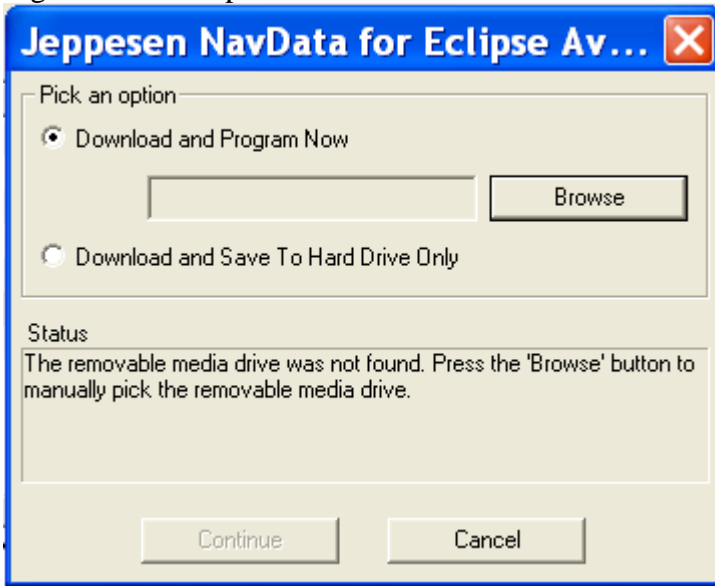 Jeppesen NavData for Eclipse Av...
Pick an option
Download and Program Now
Browse
Download and Save To Hard Drive Only
Status
The removable media drive was not found. Press the 'Browse' button to
manually pick the removable media drive.
Continue
Cancel